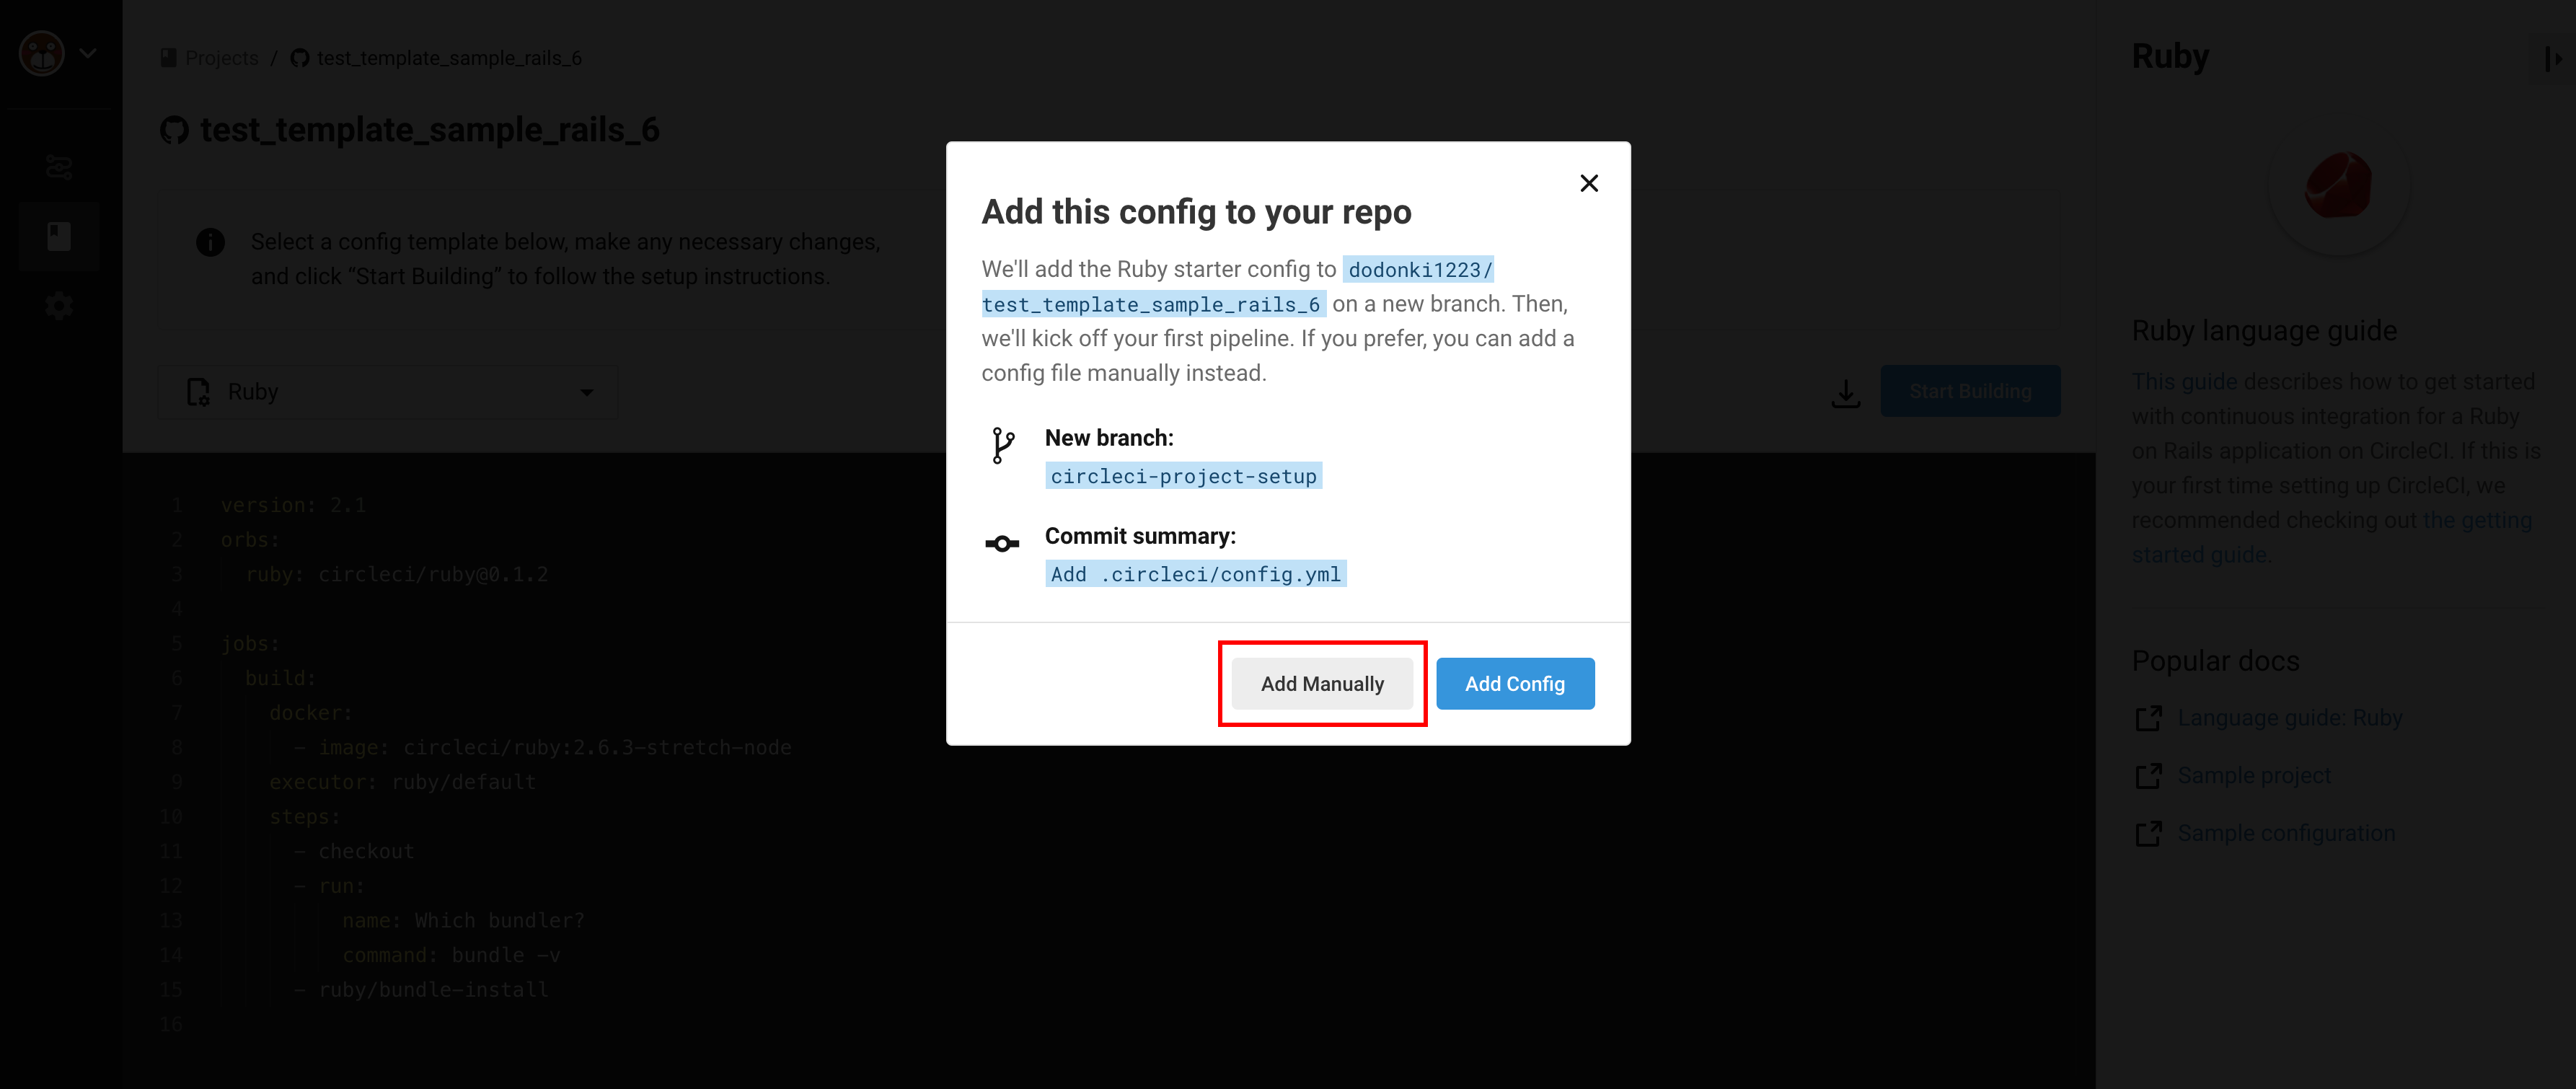 Projects / test_template_sample_rails_6
test_template_sample_rails_6
Select a config template below, make any necessary changes,
and click “Start Building” to follow the setup instructions.
Ruby
Start Building
1 version: 2.1
2 orbs:
3 ruby: circleci/ruby@0.1.2
4
5 jobs:
6 build:
7 docker:
8 - image: circleci/ruby:2.6.3-stretch-node
9 executor: ruby/default
10 steps:
11 - checkout
12 - run:
13 name: Which bundler?
14 command: bundle -v
15 - ruby/bundle-install
16
Add this config to your repo
We'll add the Ruby starter config to dodonki1223/
test_template_sample_rails_6 on a new branch. Then,
we'll kick off your first pipeline. If you prefer, you can add a
config file manually instead.
New branch:
circleci-project-setup
Commit summary:
Add .circleci/config.yml
Add Manually
Add Config
Ruby
Ruby language guide
This guide describes how to get started
with continuous integration for a Ruby
on Rails application on CircleCI. If this is
your first time setting up CircleCI, we
recommended checking out the getting
started guide.
Popular docs
Language guide: Ruby
Sample project
Sample configuration